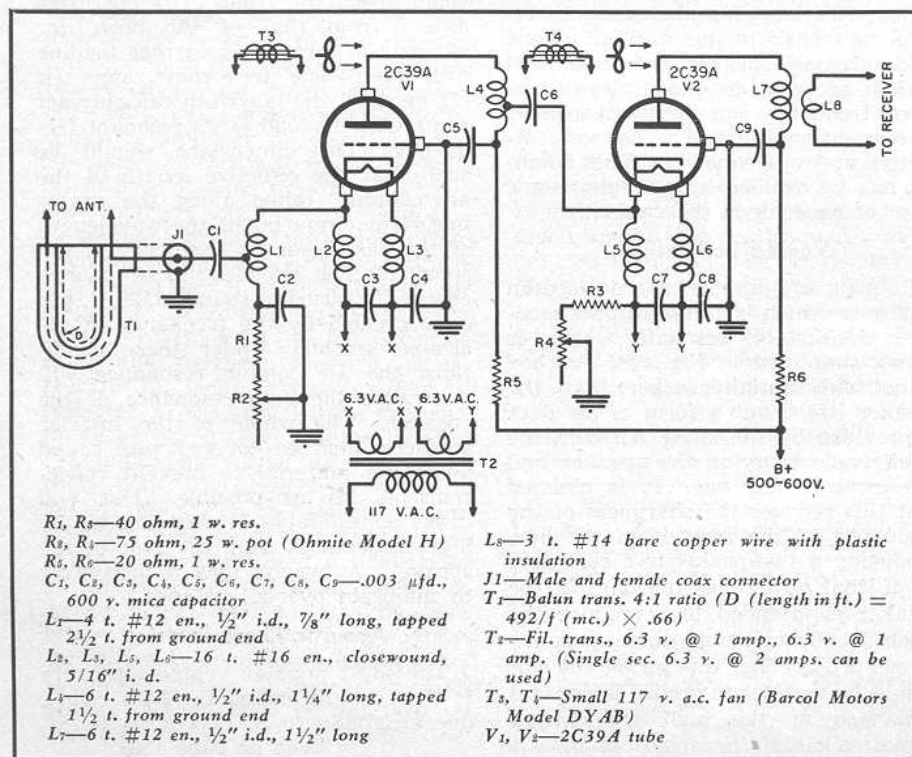 T3
T4
2C39A
V1
2C39A
V2
L4
C6
L7
L8
TO RECEIVER
C5
C9
TO ANT
J1
C1
L1
L2
L3
L5
L6
D
T1
C2
C3
C4
R3
C7
C8
R1
X
X
R4
Y
Y
R5
R6
R2
6.3 V.A.C.
6.3 V.A.C.
X
X
Y
Y
T2
117 V.A.C.
B+
500-600V.
R1, R3—40 ohm, 1 w. res.
R2, R4—75 ohm, 25 w. pot (Ohmite Model H)
R5, R6—20 ohm, 1 w. res.
C1, C2, C3, C4, C5, C6, C7, C8, C9—.003 µfd.,
600 v. mica capacitor
L1—4 t. #12 en., 1/2" i.d., 7/8" long, tapped
2 1/2 t. from ground end
L2, L3, L5, L6—16 t. #16 en., closewound,
5/16" i. d.
L4—6 t. #12 en., 1/2" i.d., 1 1/4" long, tapped
1 1/2 t. from ground end
L7—6 t. #12 en., 1/2" i.d., 1 1/2" long
L8—3 t. #14 bare copper wire with plastic
insulation
J1—Male and female coax connector
T1—Balun trans. 4:1 ratio (D (length in ft.) =
492/f (mc.) × .66)
T2—Fil. trans., 6.3 v. @ 1 amp., 6.3 v. @ 1
amp. (Single sec. 6.3 v. @ 2 amps. can be
used)
T3, T4—Small 117 v. a.c. fan (Barcol Motors
Model DYAB)
V1, V2—2C39A tube